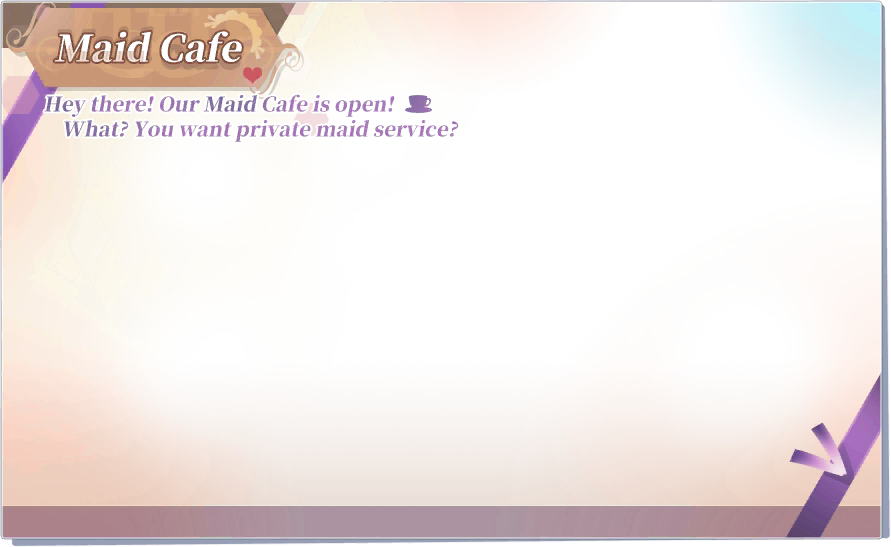 Maid Cafe
Hey there! Our Maid Cafe is open!
What? You want private maid service?